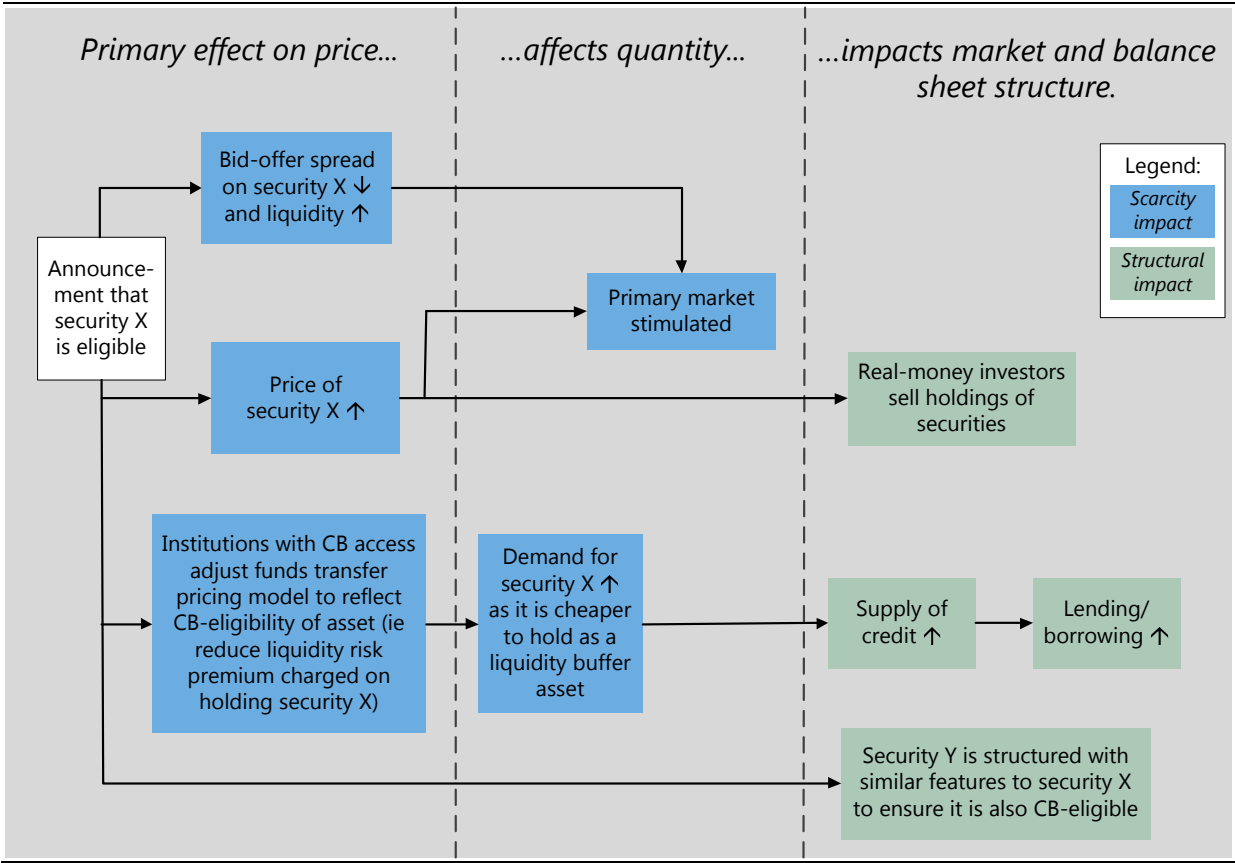 Primary effect on price...
...affects quantity...
...impacts market and balance
sheet structure.
Bid-offer spread
on security X ↓
and liquidity ↑
Legend:
Scarcity
impact
Structural
impact
Announce-
ment that
security X
is eligible
Primary market
stimulated
Price of
security X ↑
Real-money investors
sell holdings of
securities
Institutions with CB access
adjust funds transfer
pricing model to reflect
CB-eligibility of asset (ie
reduce liquidity risk
premium charged on
holding security X)
Demand for
security X ↑
as it is cheaper
to hold as a
liquidity buffer
asset
Supply of
credit ↑
Lending/
borrowing ↑
Security Y is structured with
similar features to security X
to ensure it is also CB-eligible